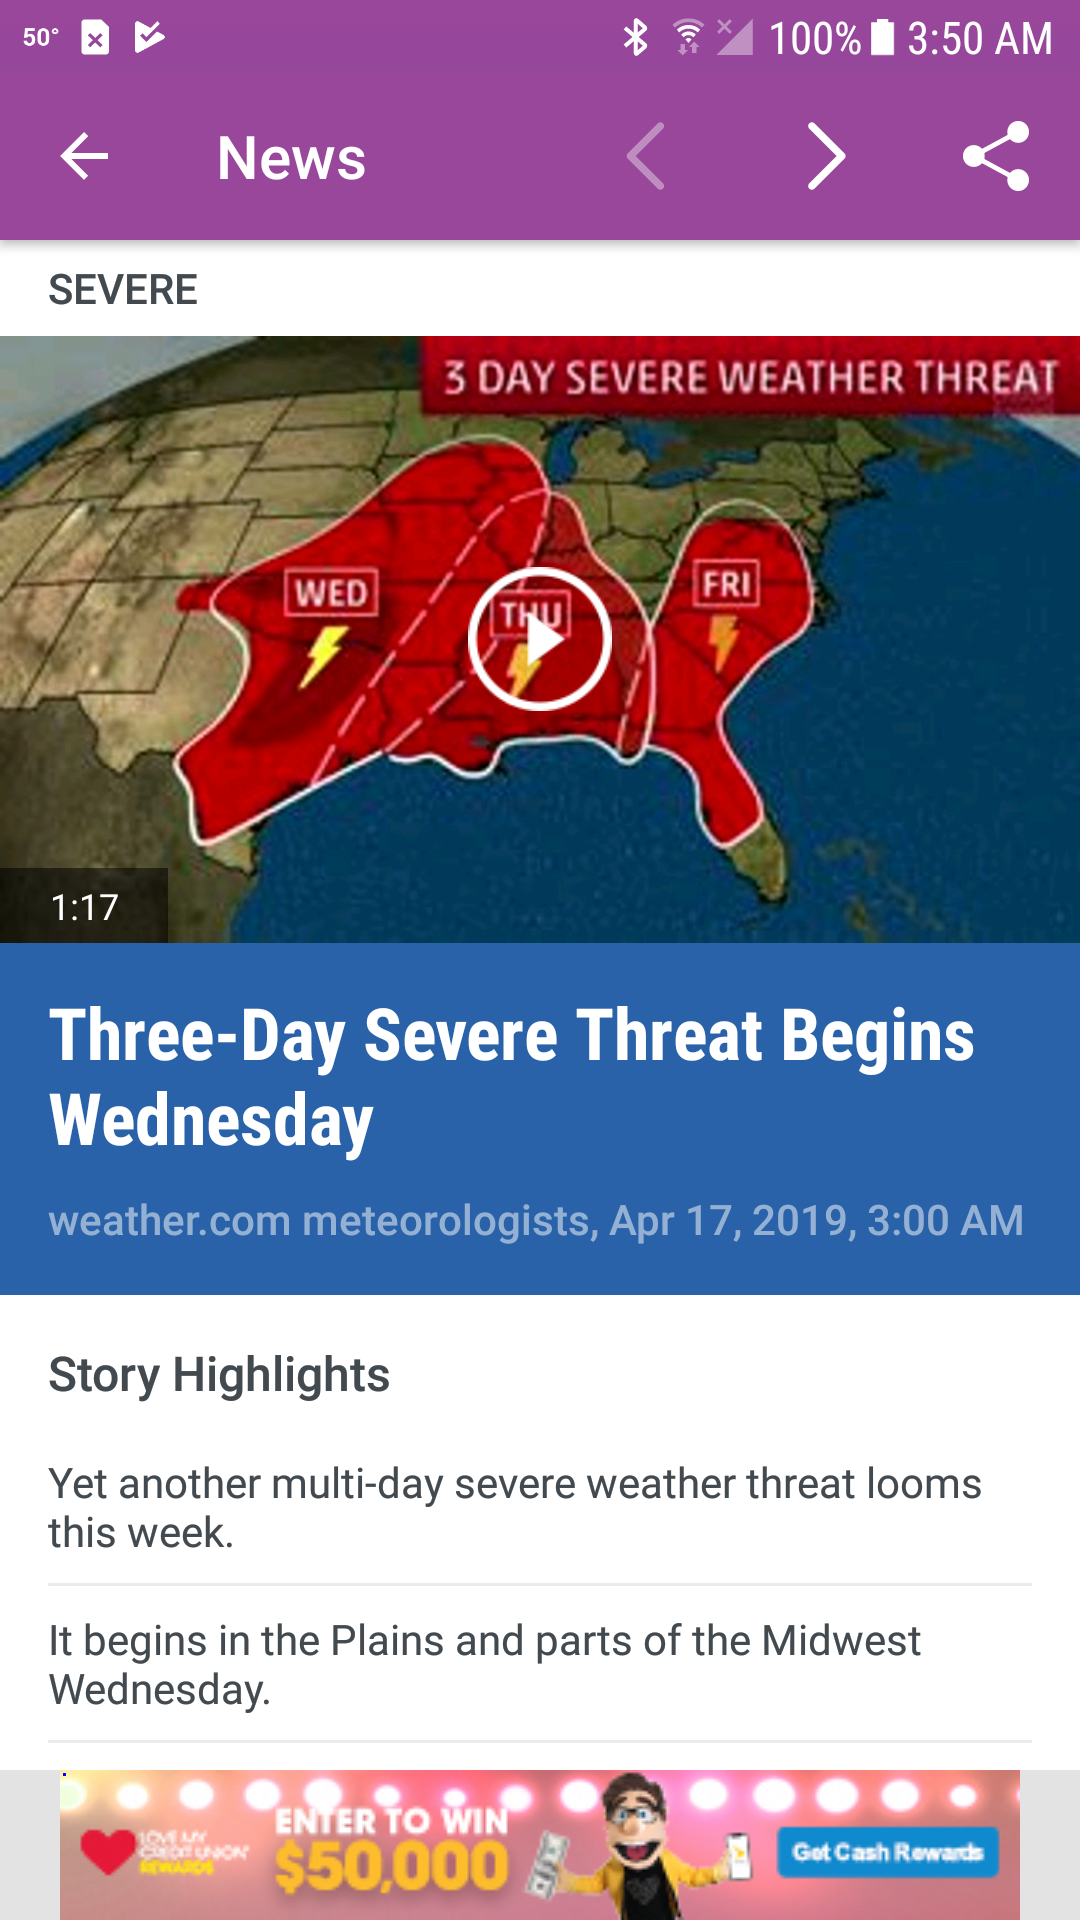 50°
100% 3:50 AM
News
SEVERE
3 DAY SEVERE WEATHER THREAT
WED
THU
FRI
1:17
Three-Day Severe Threat Begins
Wednesday
weather.com meteorologists, Apr 17, 2019, 3:00 AM
Story Highlights
Yet another multi-day severe weather threat looms
this week.
It begins in the Plains and parts of the Midwest
Wednesday.
LOVE MY
CREDIT UNION
REWARDS
ENTER TO WIN
$50,000
Get Cash Rewards